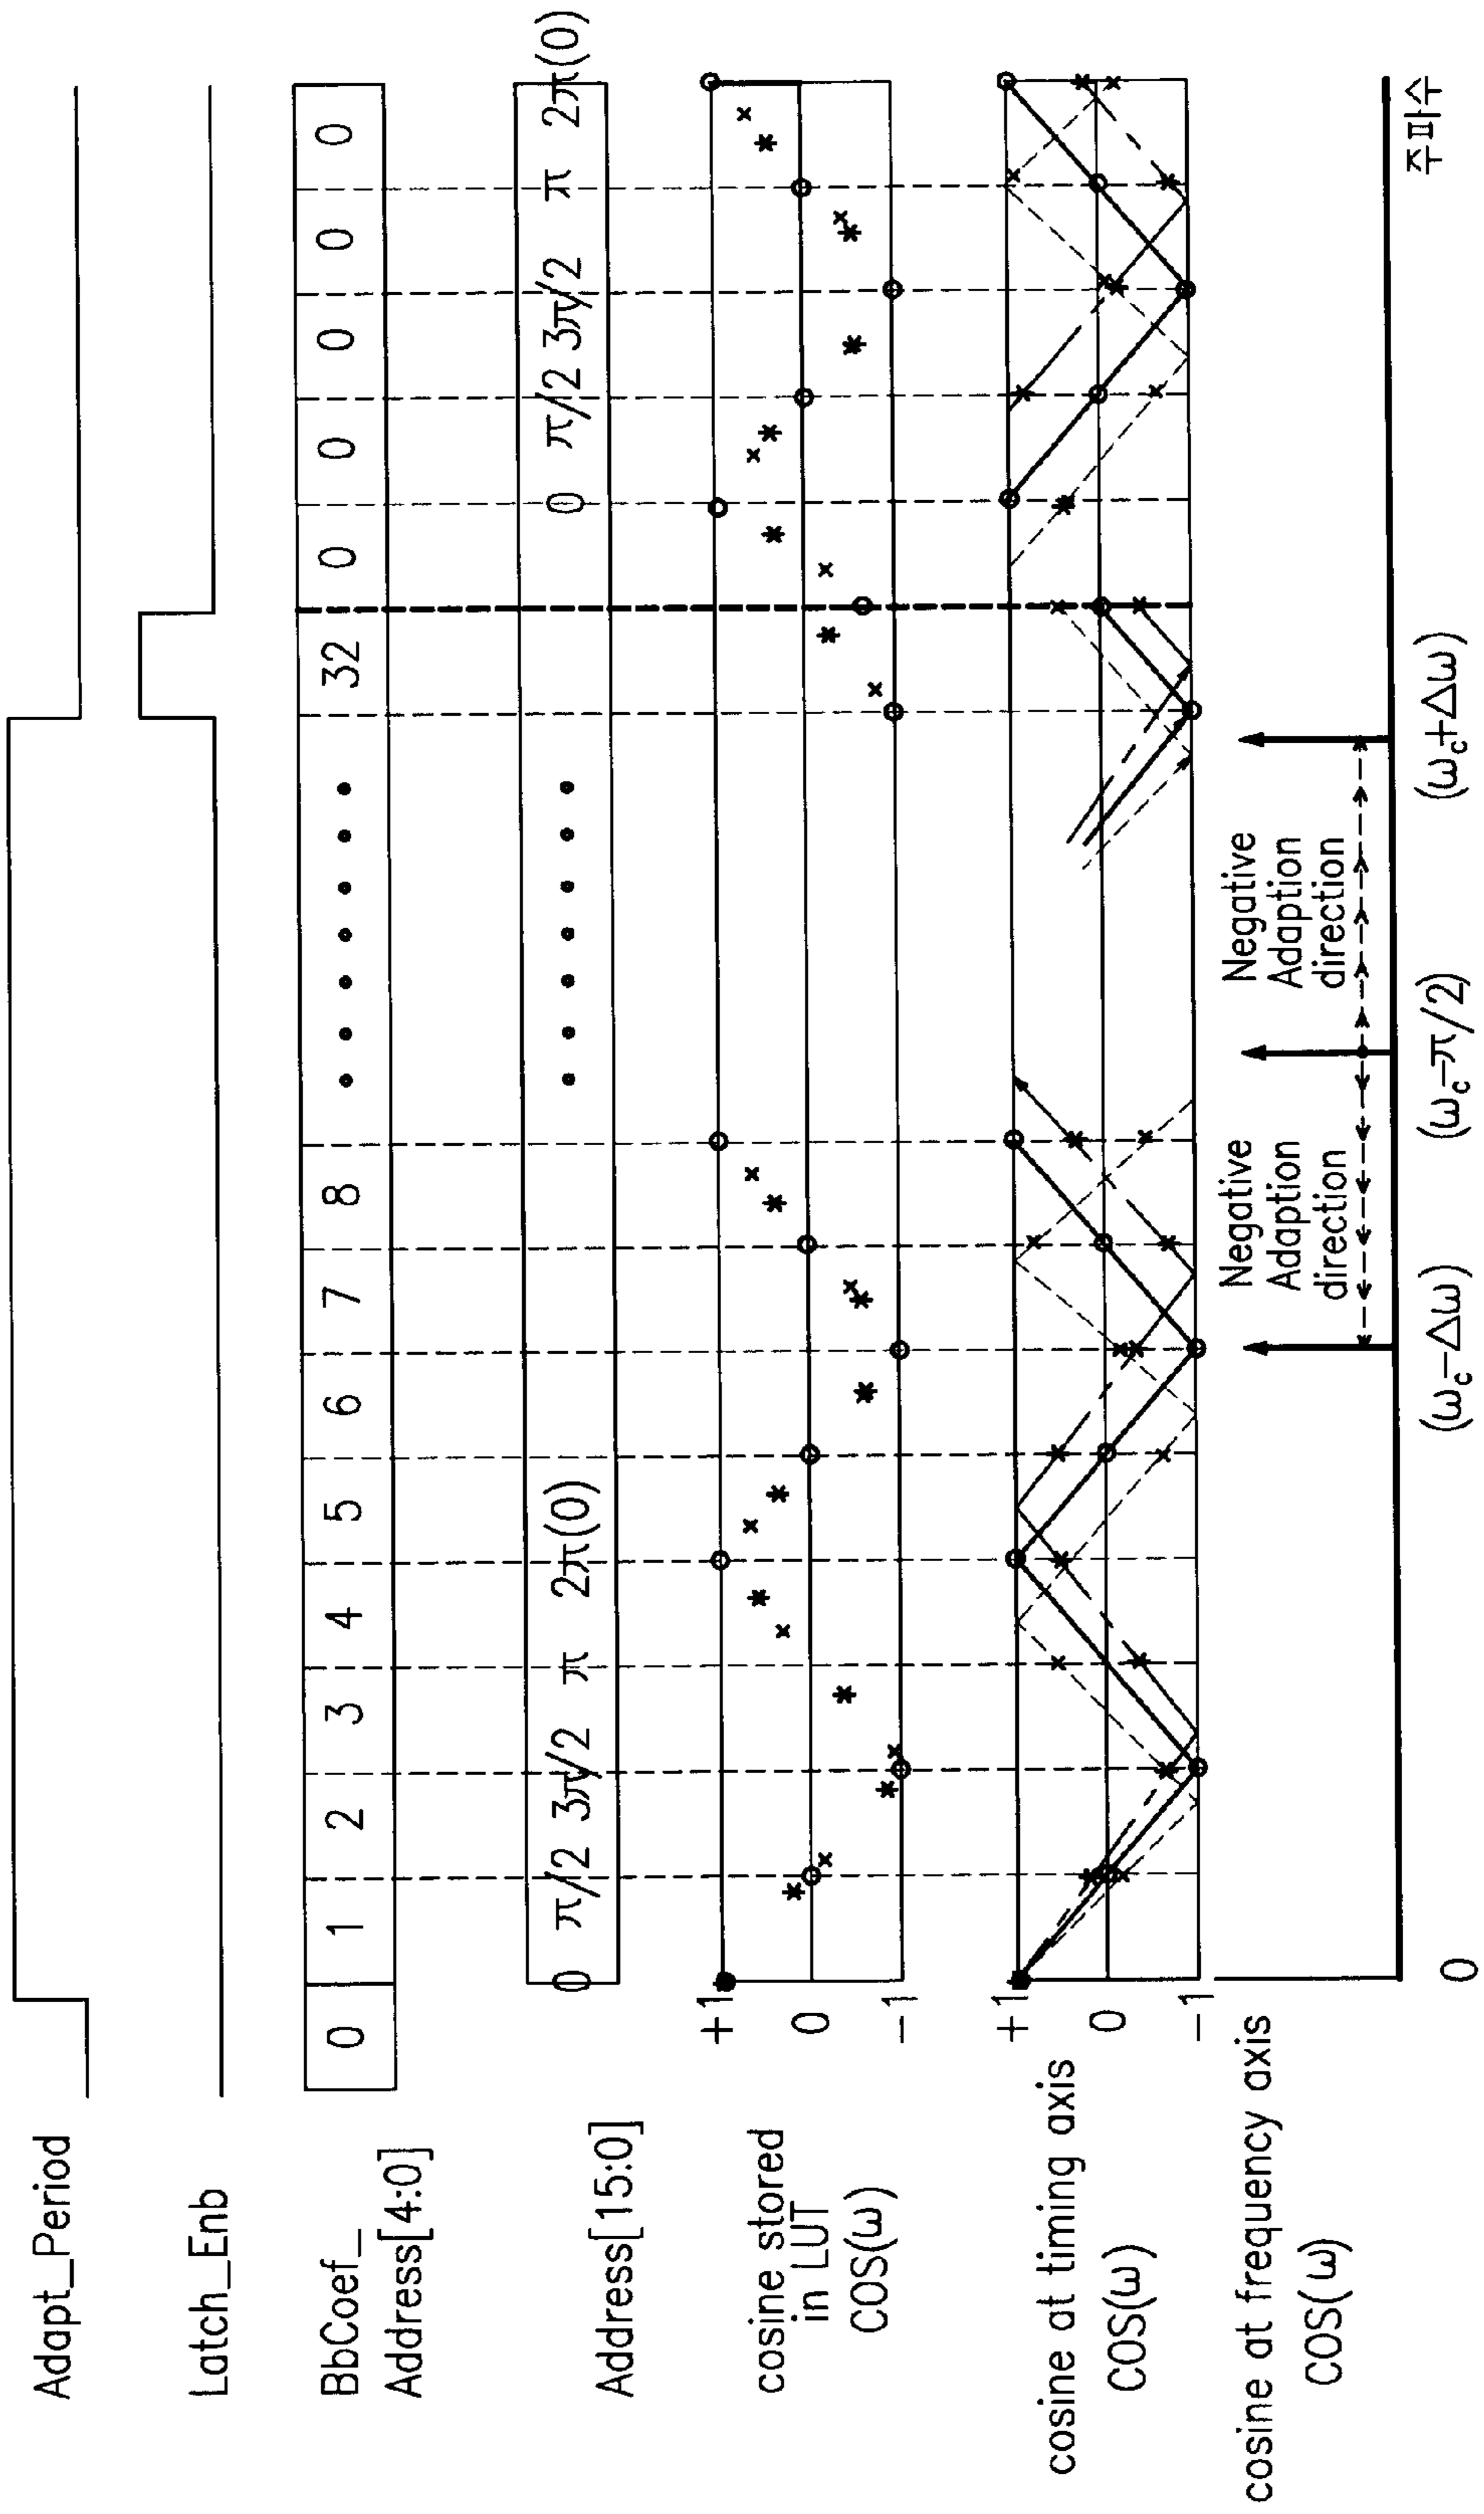 Adapt_Period
Latch_Enb
BbCoef_
Address[4:0]
0 1 2 3 4 5 6 7 8 32 0 0 0 0 0
Address[15:0]
0 π/2 3π/2 π 2π(0) 0 π/2 3π/2 π 2π(0)
cosine stored
in LUT
COS(ω)
+1
0
-1
cosine at timing axis
COS(ω)
+1
0
-1
cosine at frequency axis
COS(ω)
Negative
Adaption
direction
Negative
Adaption
direction
0
(ωc-Δω)
(ωc-π/2)
(ωc+Δω)
주파수